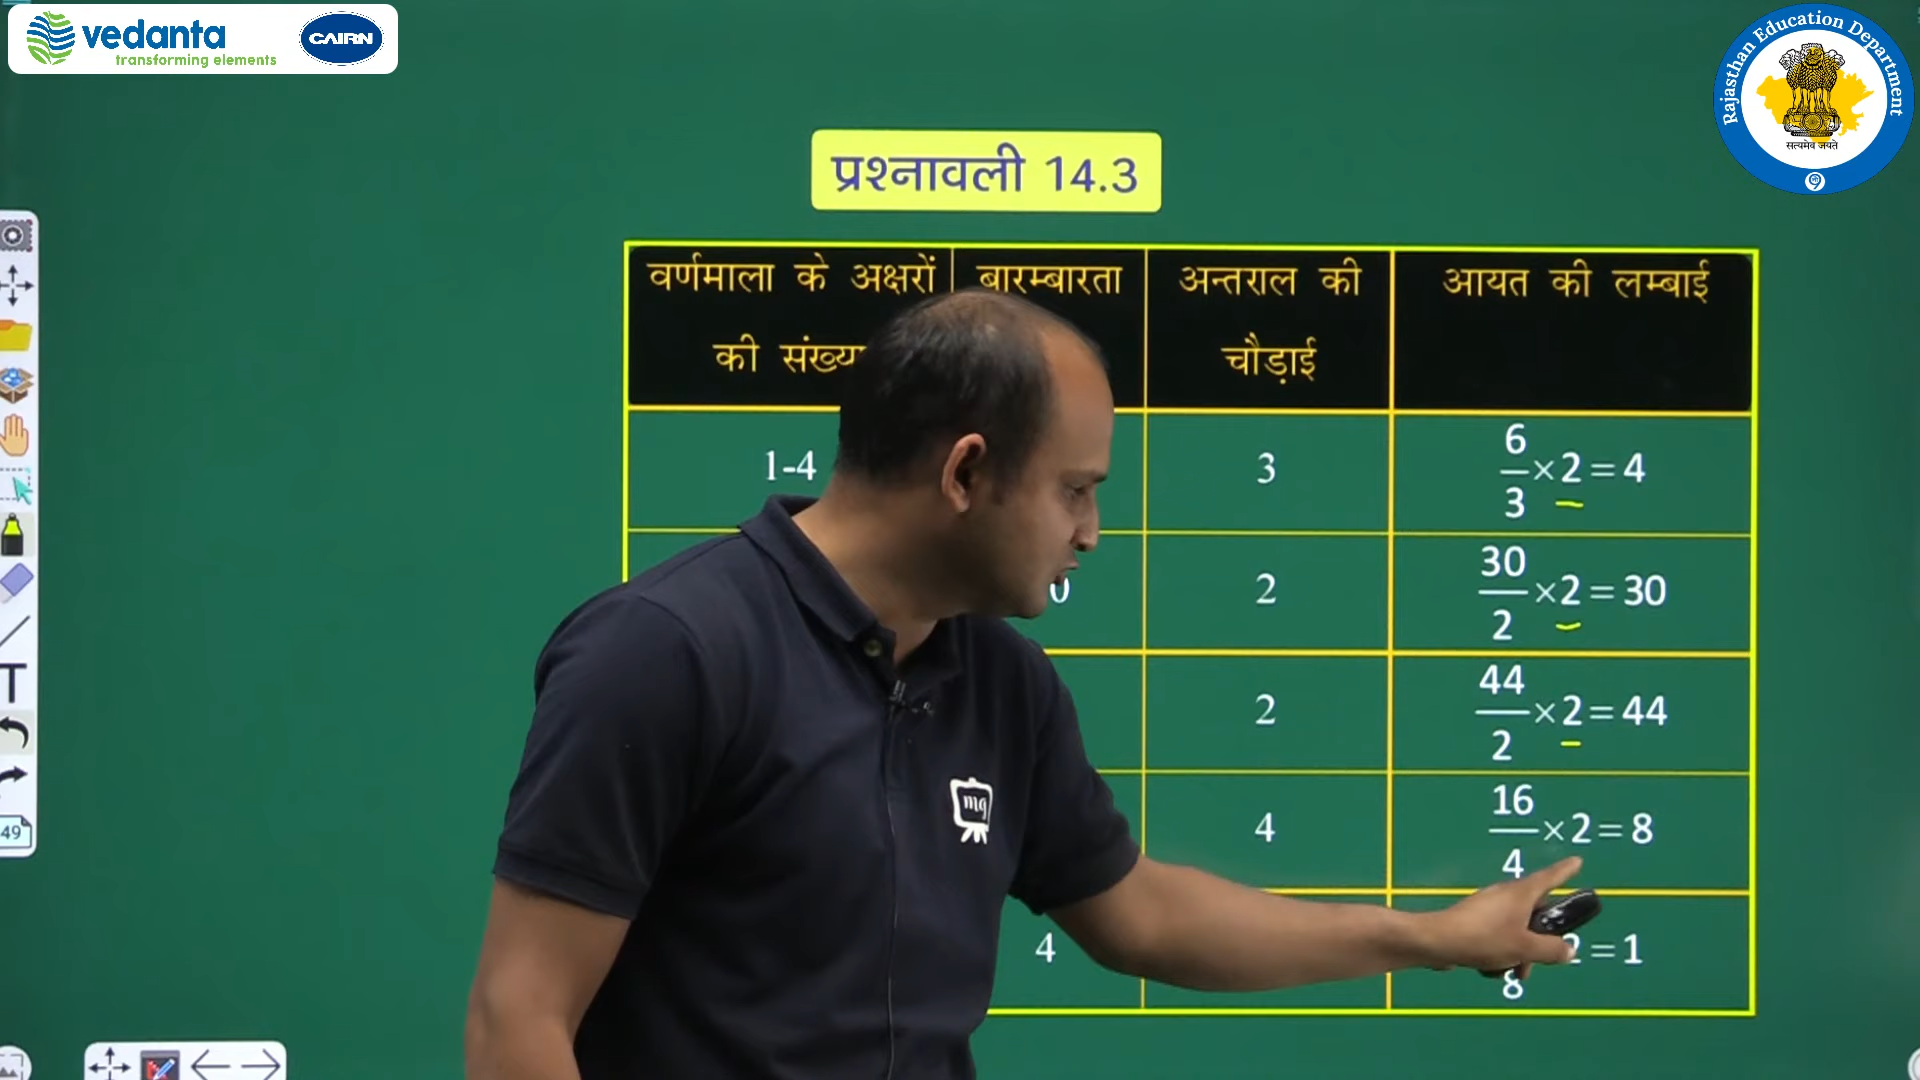 vedanta
transforming elements
CAIRN
Rajasthan Education Department
सत्यमेव जयते
प्रश्नावली 14.3
वर्णमाला के अक्षरों बारम्बारता अन्तराल की आयत की लम्बाई
की चौड़ाई
1-4 3 6/3 ×2 = 4
2 30/2 ×2 = 30
2 44/2 ×2 = 44
4 16/4 ×2 = 8
4 2 = 1
8
mg
T
49